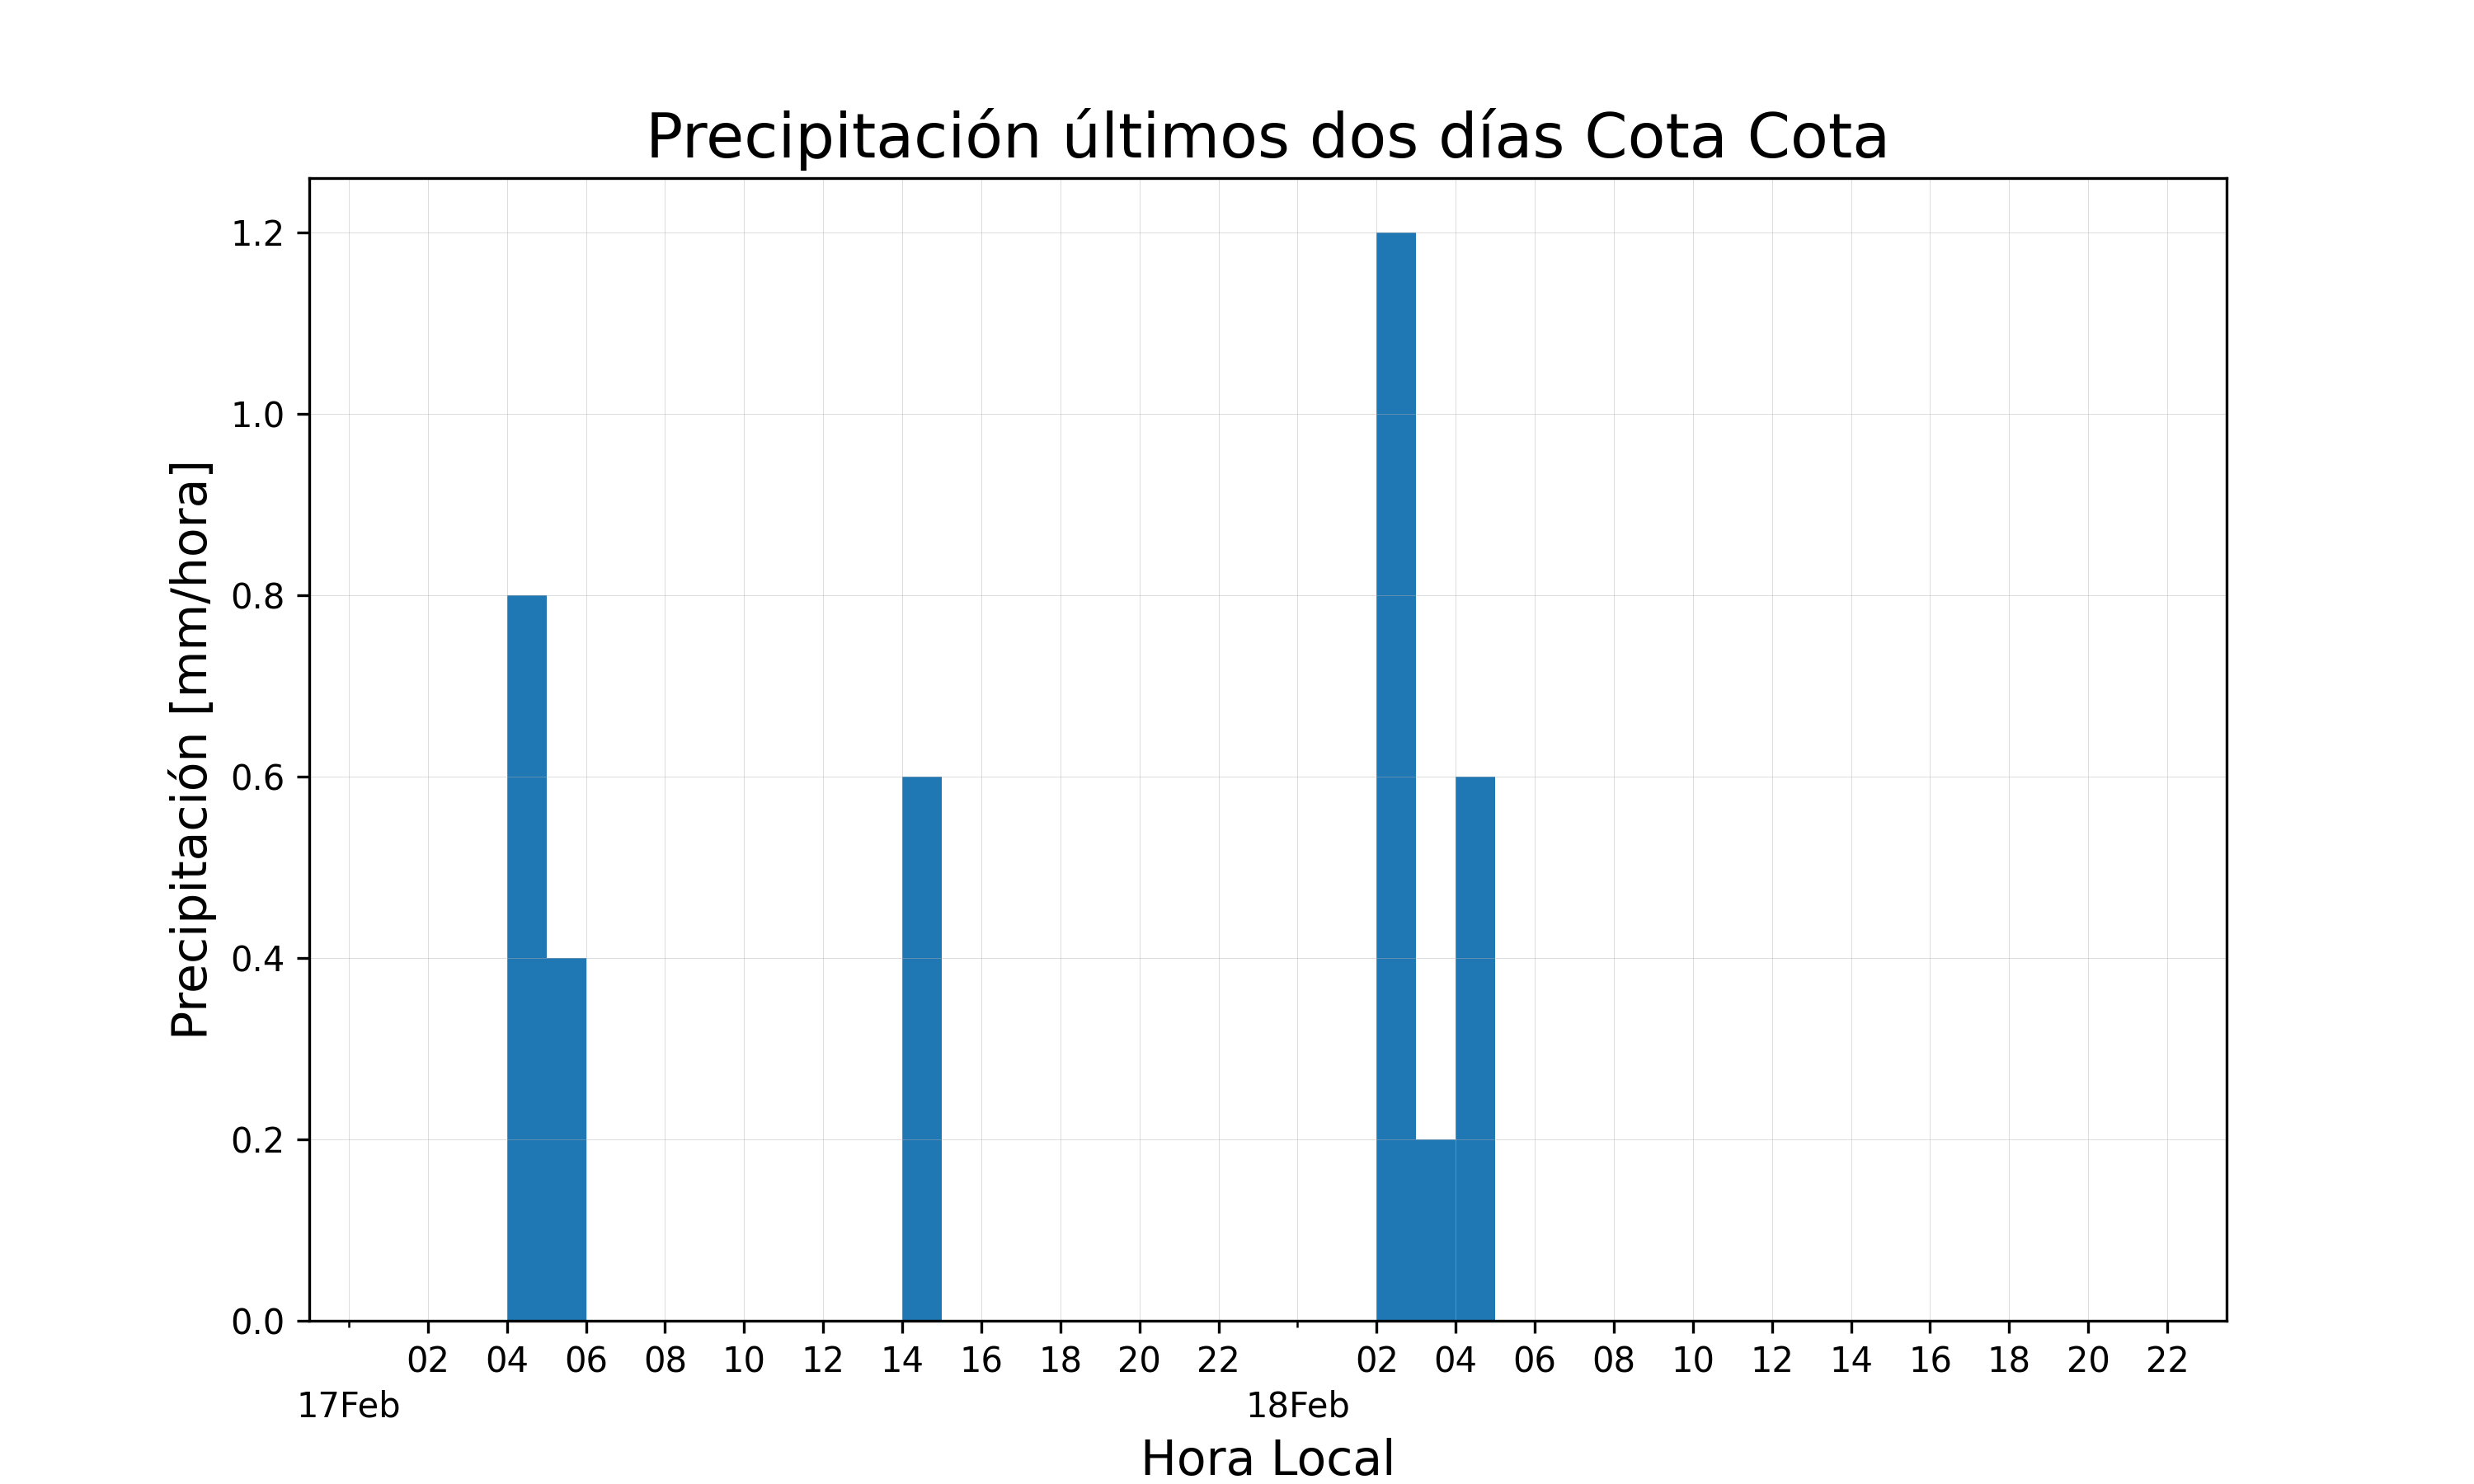 Precipitación últimos dos días Cota Cota
Precipitación [mm/hora]
1.2
1.0
0.8
0.6
0.4
0.2
0.0
02 04 06 08 10 12 14 16 18 20 22 02 04 06 08 10 12 14 16 18 20 22
17Feb 18Feb
Hora Local